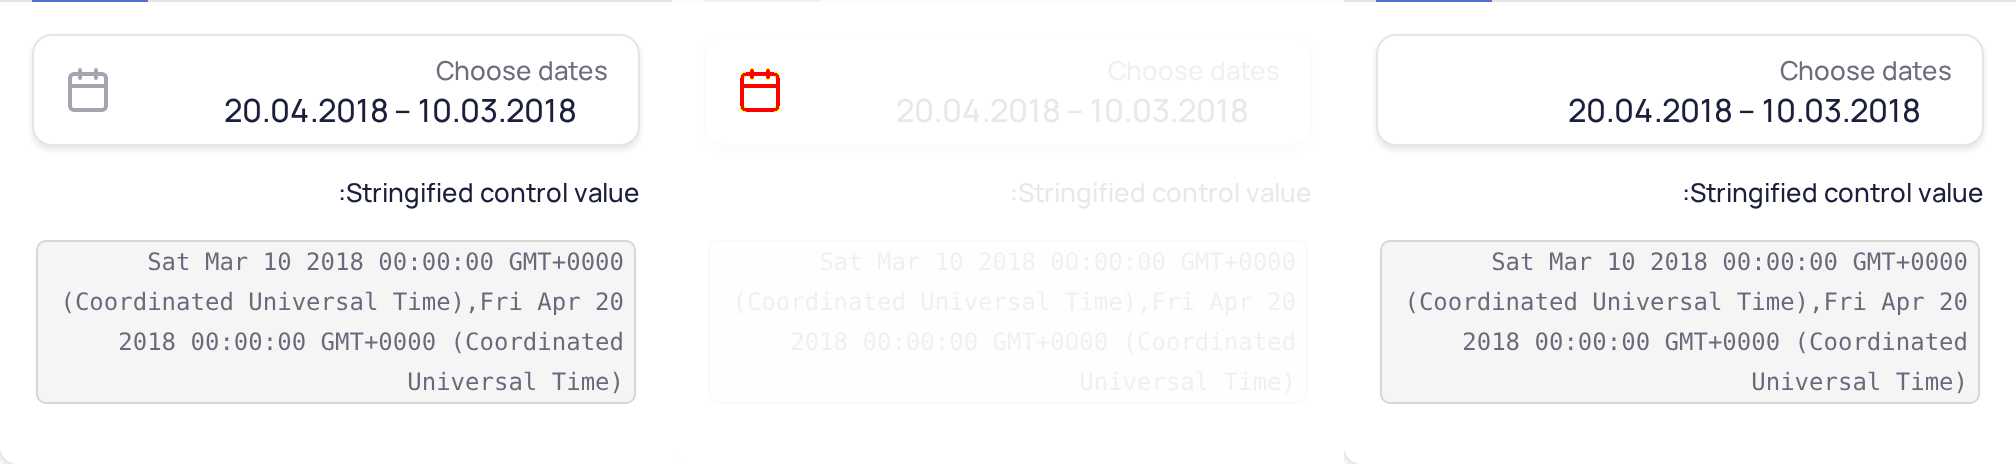 Choose dates
20.04.2018 – 10.03.2018
:Stringified control value
Sat Mar 10 2018 00:00:00 GMT+0000
(Coordinated Universal Time),Fri Apr 20
2018 00:00:00 GMT+0000 (Coordinated
Universal Time)
Choose dates
20.04.2018 – 10.03.2018
:Stringified control value
Sat Mar 10 2018 00:00:00 GMT+0000
(Coordinated Universal Time),Fri Apr 20
2018 00:00:00 GMT+0000 (Coordinated
Universal Time)
Choose dates
20.04.2018 – 10.03.2018
:Stringified control value
Sat Mar 10 2018 00:00:00 GMT+0000
(Coordinated Universal Time),Fri Apr 20
2018 00:00:00 GMT+0000 (Coordinated
Universal Time)